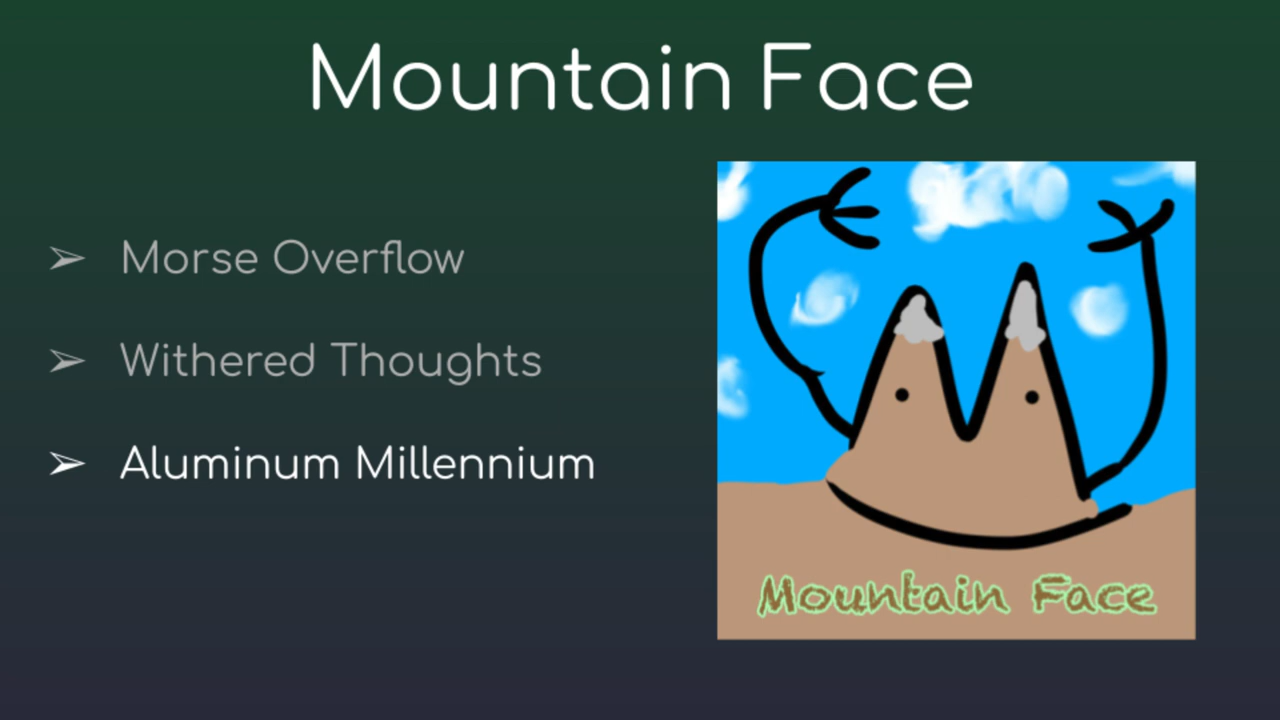 Mountain Face
➢ Morse Overflow
➢ Withered Thoughts
➢ Aluminum Millennium
Mountain Face